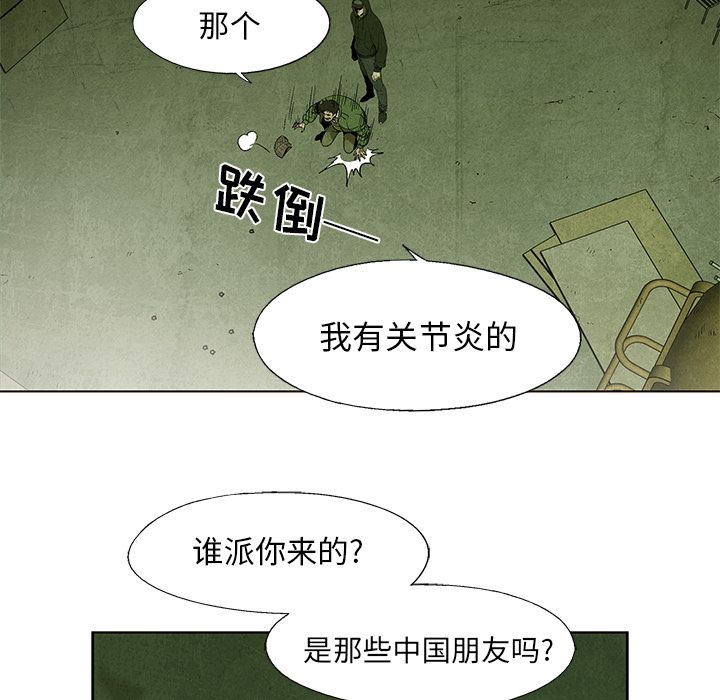 那个
跌倒——
我有关节炎的
谁派你来的?
是那些中国朋友吗?